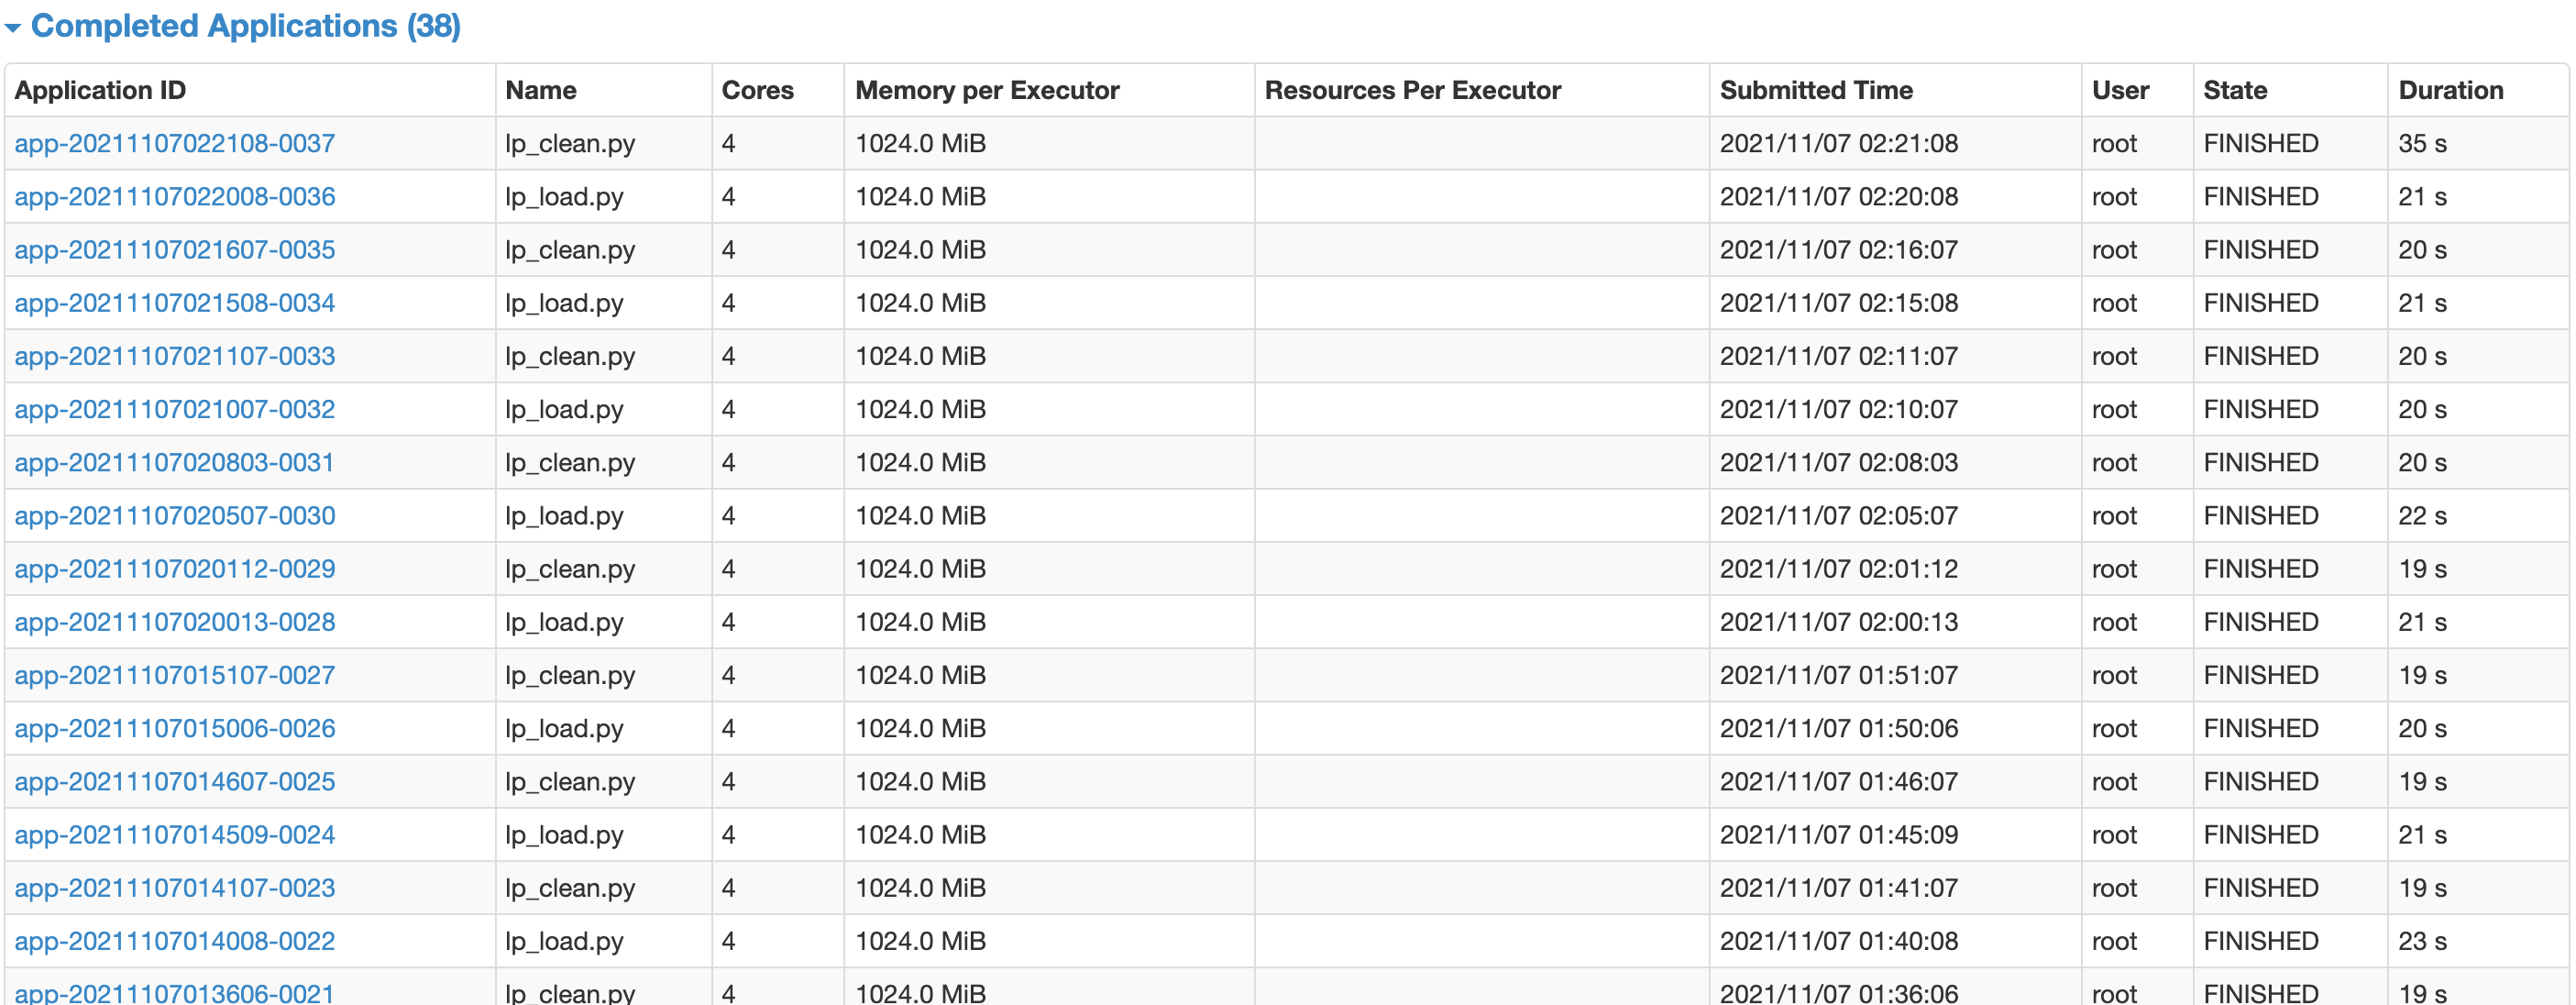 Completed Applications (38)
Application ID Name Cores Memory per Executor Resources Per Executor Submitted Time User State Duration
app-20211107022108-0037 lp_clean.py 4 1024.0 MiB 2021/11/07 02:21:08 root FINISHED 35 s
app-20211107022008-0036 lp_load.py 4 1024.0 MiB 2021/11/07 02:20:08 root FINISHED 21 s
app-20211107021607-0035 lp_clean.py 4 1024.0 MiB 2021/11/07 02:16:07 root FINISHED 20 s
app-20211107021508-0034 lp_load.py 4 1024.0 MiB 2021/11/07 02:15:08 root FINISHED 21 s
app-20211107021107-0033 lp_clean.py 4 1024.0 MiB 2021/11/07 02:11:07 root FINISHED 20 s
app-20211107021007-0032 lp_load.py 4 1024.0 MiB 2021/11/07 02:10:07 root FINISHED 20 s
app-20211107020803-0031 lp_clean.py 4 1024.0 MiB 2021/11/07 02:08:03 root FINISHED 20 s
app-20211107020507-0030 lp_load.py 4 1024.0 MiB 2021/11/07 02:05:07 root FINISHED 22 s
app-20211107020112-0029 lp_clean.py 4 1024.0 MiB 2021/11/07 02:01:12 root FINISHED 19 s
app-20211107020013-0028 lp_load.py 4 1024.0 MiB 2021/11/07 02:00:13 root FINISHED 21 s
app-20211107015107-0027 lp_clean.py 4 1024.0 MiB 2021/11/07 01:51:07 root FINISHED 19 s
app-20211107015006-0026 lp_load.py 4 1024.0 MiB 2021/11/07 01:50:06 root FINISHED 20 s
app-20211107014607-0025 lp_clean.py 4 1024.0 MiB 2021/11/07 01:46:07 root FINISHED 19 s
app-20211107014509-0024 lp_load.py 4 1024.0 MiB 2021/11/07 01:45:09 root FINISHED 21 s
app-20211107014107-0023 lp_clean.py 4 1024.0 MiB 2021/11/07 01:41:07 root FINISHED 19 s
app-20211107014008-0022 lp_load.py 4 1024.0 MiB 2021/11/07 01:40:08 root FINISHED 23 s
app-20211107013606-0021 lp_clean.py 4 1024.0 MiB 2021/11/07 01:36:06 root FINISHED 19 s